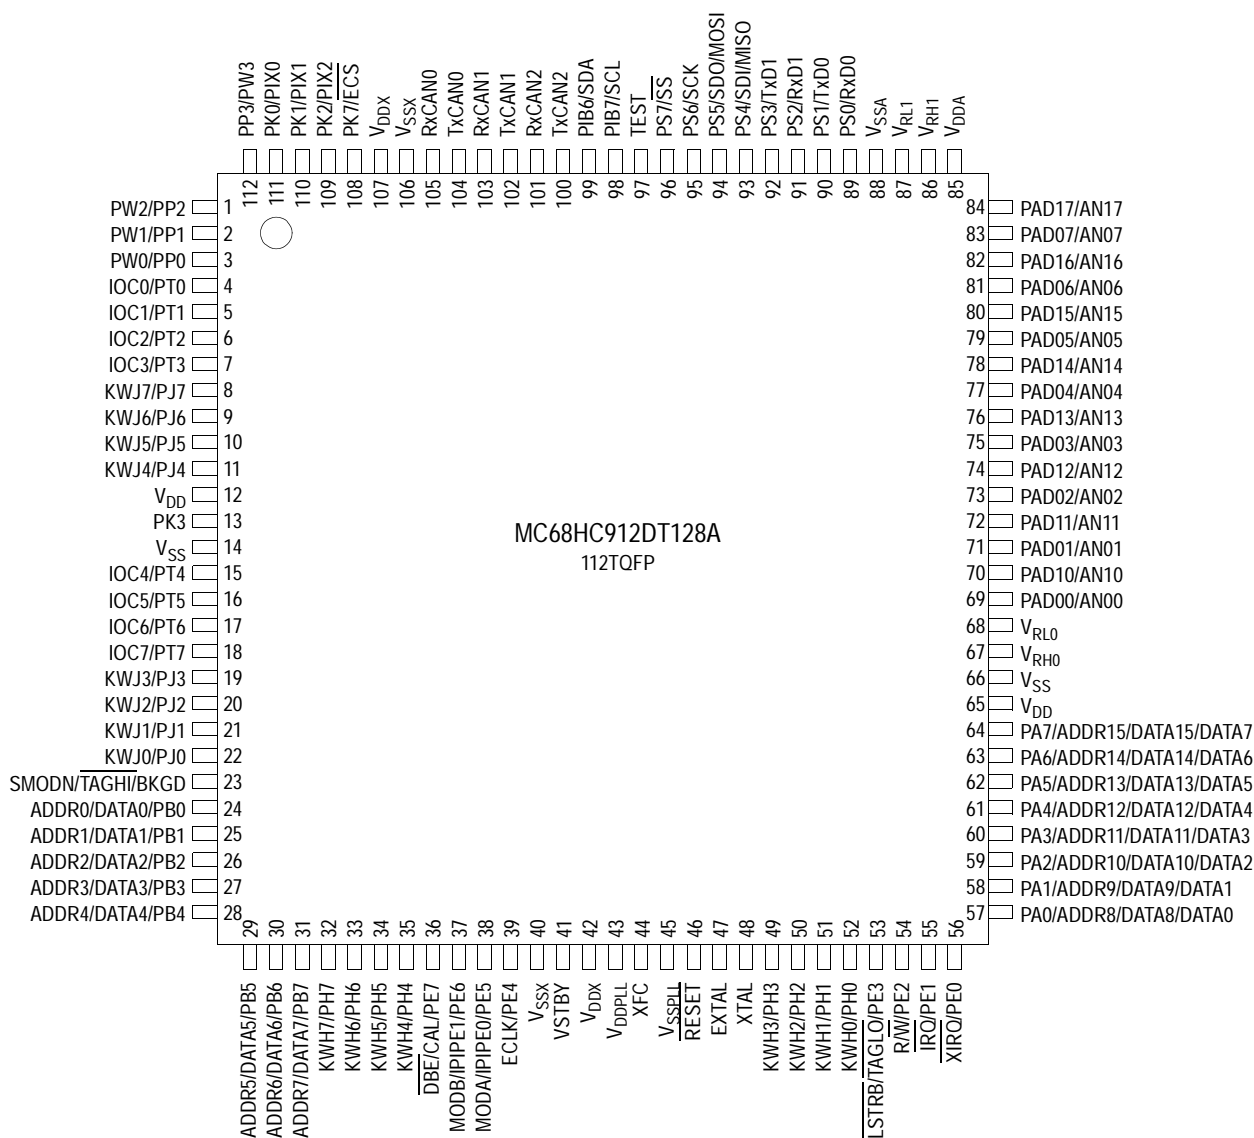 PP3/PW3
PK0/PIX0
PK1/PIX1
PK2/PIX2
PK7/ECS
VDDX
VSSX
RxCAN0
TxCAN0
RxCAN1
TxCAN1
RxCAN2
TxCAN2
PIB6/SDA
PIB7/SCL
TEST
PS7/SS
PS6/SCK
PS5/SDO/MOSI
PS4/SDI/MISO
PS3/TxD1
PS2/RxD1
PS1/TxD0
PS0/RxD0
VSSA
VRL1
VRH1
VDDA
112
111
110
109
108
107
106
105
104
103
102
101
100
99
98
97
96
95
94
93
92
91
90
89
88
87
86
85
PW2/PP2 1
PW1/PP1 2
PW0/PP0 3
IOC0/PT0 4
IOC1/PT1 5
IOC2/PT2 6
IOC3/PT3 7
KWJ7/PJ7 8
KWJ6/PJ6 9
KWJ5/PJ5 10
KWJ4/PJ4 11
VDD 12
PK3 13
VSS 14
IOC4/PT4 15
IOC5/PT5 16
IOC6/PT6 17
IOC7/PT7 18
KWJ3/PJ3 19
KWJ2/PJ2 20
KWJ1/PJ1 21
KWJ0/PJ0 22
SMODN/TAGHI/BKGD 23
ADDR0/DATA0/PB0 24
ADDR1/DATA1/PB1 25
ADDR2/DATA2/PB2 26
ADDR3/DATA3/PB3 27
ADDR4/DATA4/PB4 28
MC68HC912DT128A
112TQFP
84 PAD17/AN17
83 PAD07/AN07
82 PAD16/AN16
81 PAD06/AN06
80 PAD15/AN15
79 PAD05/AN05
78 PAD14/AN14
77 PAD04/AN04
76 PAD13/AN13
75 PAD03/AN03
74 PAD12/AN12
73 PAD02/AN02
72 PAD11/AN11
71 PAD01/AN01
70 PAD10/AN10
69 PAD00/AN00
68 VRL0
67 VRH0
66 VSS
65 VDD
64 PA7/ADDR15/DATA15/DATA7
63 PA6/ADDR14/DATA14/DATA6
62 PA5/ADDR13/DATA13/DATA5
61 PA4/ADDR12/DATA12/DATA4
60 PA3/ADDR11/DATA11/DATA3
59 PA2/ADDR10/DATA10/DATA2
58 PA1/ADDR9/DATA9/DATA1
57 PA0/ADDR8/DATA8/DATA0
29
30
31
32
33
34
35
36
37
38
39
40
41
42
43
44
45
46
47
48
49
50
51
52
53
54
55
56
ADDR5/DATA5/PB5
ADDR6/DATA6/PB6
ADDR7/DATA7/PB7
KWH7/PH7
KWH6/PH6
KWH5/PH5
KWH4/PH4
DBE/CAL/PE7
MODB/IPIPE1/PE6
MODA/IPIPE0/PE5
ECLK/PE4
VSSX
VSTBY
VDDX
VDDPLL
XFC
VSSPLL
RESET
EXTAL
XTAL
KWH3/PH3
KWH2/PH2
KWH1/PH1
KWH0/PH0
LSTRB/TAGLO/PE3
R/W/PE2
IRQ/PE1
XIRQ/PE0